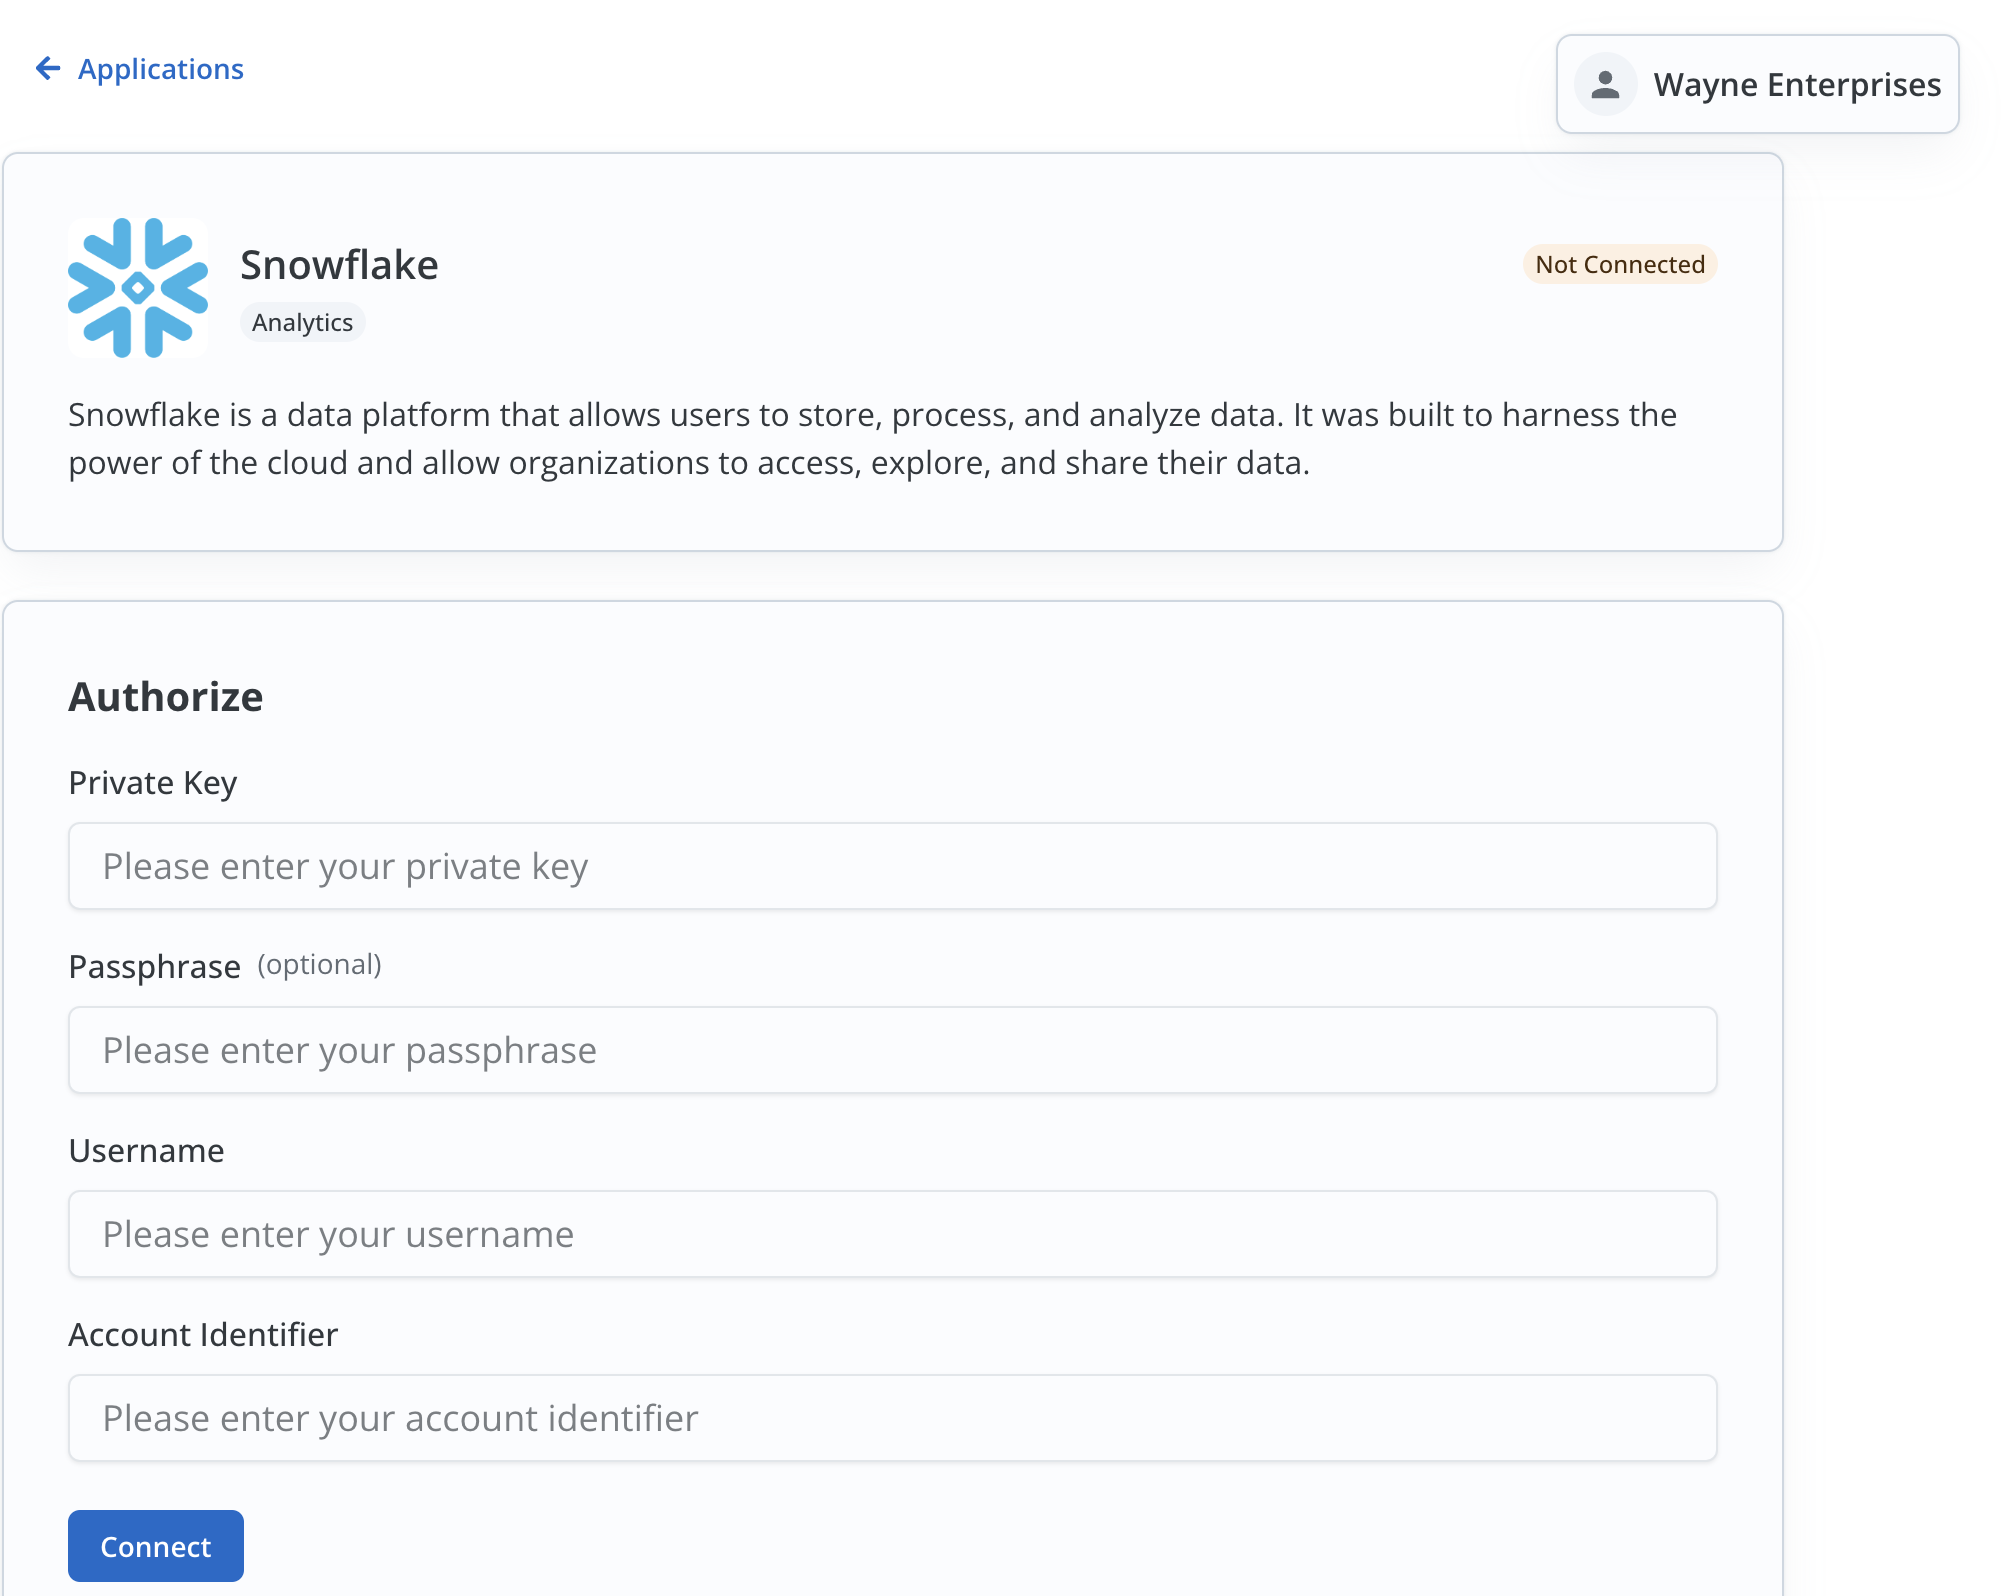 Applications
Wayne Enterprises
Snowflake
Not Connected
Analytics
Snowflake is a data platform that allows users to store, process, and analyze data. It was built to harness the
power of the cloud and allow organizations to access, explore, and share their data.
Authorize
Private Key
Please enter your private key
Passphrase (optional)
Please enter your passphrase
Username
Please enter your username
Account Identifier
Please enter your account identifier
Connect